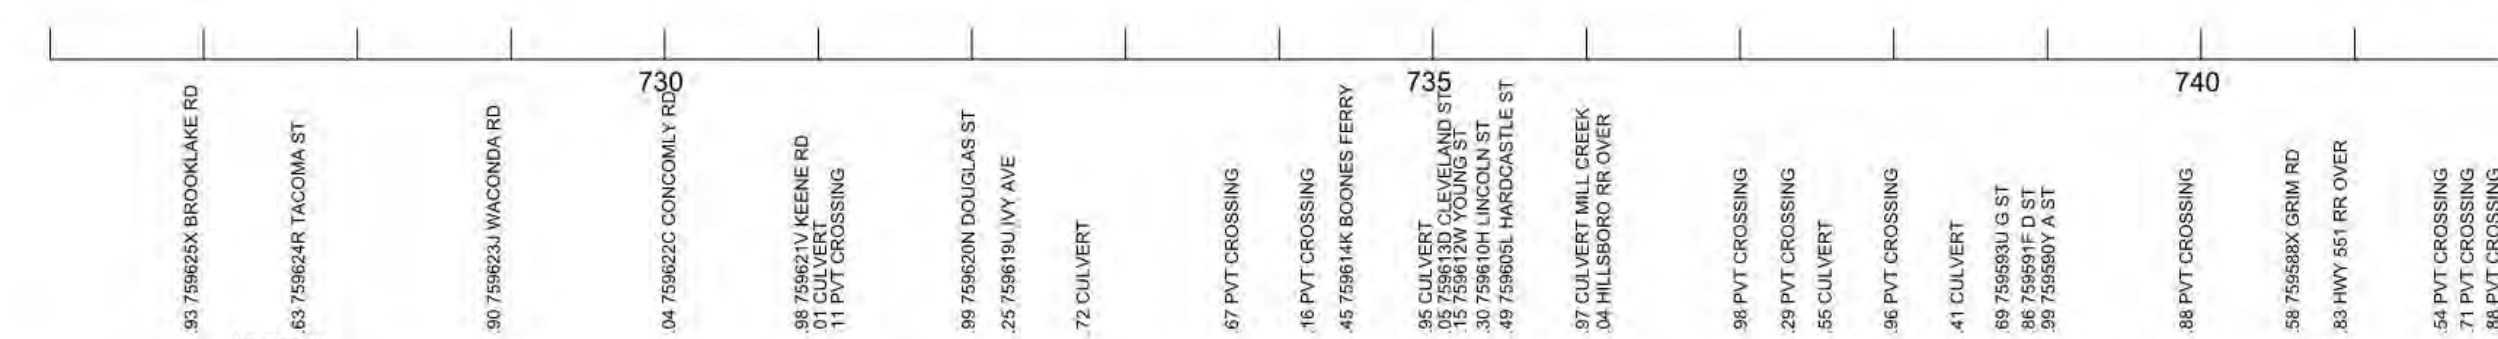 730
735
740
.93 759625X BROOKLAKE RD
.63 759624R TACOMA ST
.90 759623J WACONDA RD
.04 759622C CONCOMLY RD
.98 759621V KEENE RD
.01 CULVERT
.11 PVT CROSSING
.99 759620N DOUGLAS ST
.25 759619U IVY AVE
.72 CULVERT
.67 PVT CROSSING
.16 PVT CROSSING
.45 759614K BOONES FERRY
.95 CULVERT
.05 759613D CLEVELAND ST
.15 759612W YOUNG ST
.30 759610H LINCOLN ST
.49 759605L HARDCASTLE ST
.97 CULVERT MILL CREEK
.04 HILLSBORO RR OVER
.98 PVT CROSSING
.29 PVT CROSSING
.55 CULVERT
.96 PVT CROSSING
.41 CULVERT
.69 759593U G ST
.86 759591F D ST
.99 759590Y A ST
.88 PVT CROSSING
.58 759588X GRIM RD
.83 HWY 551 RR OVER
.54 PVT CROSSING
.71 PVT CROSSING
.88 PVT CROSSING